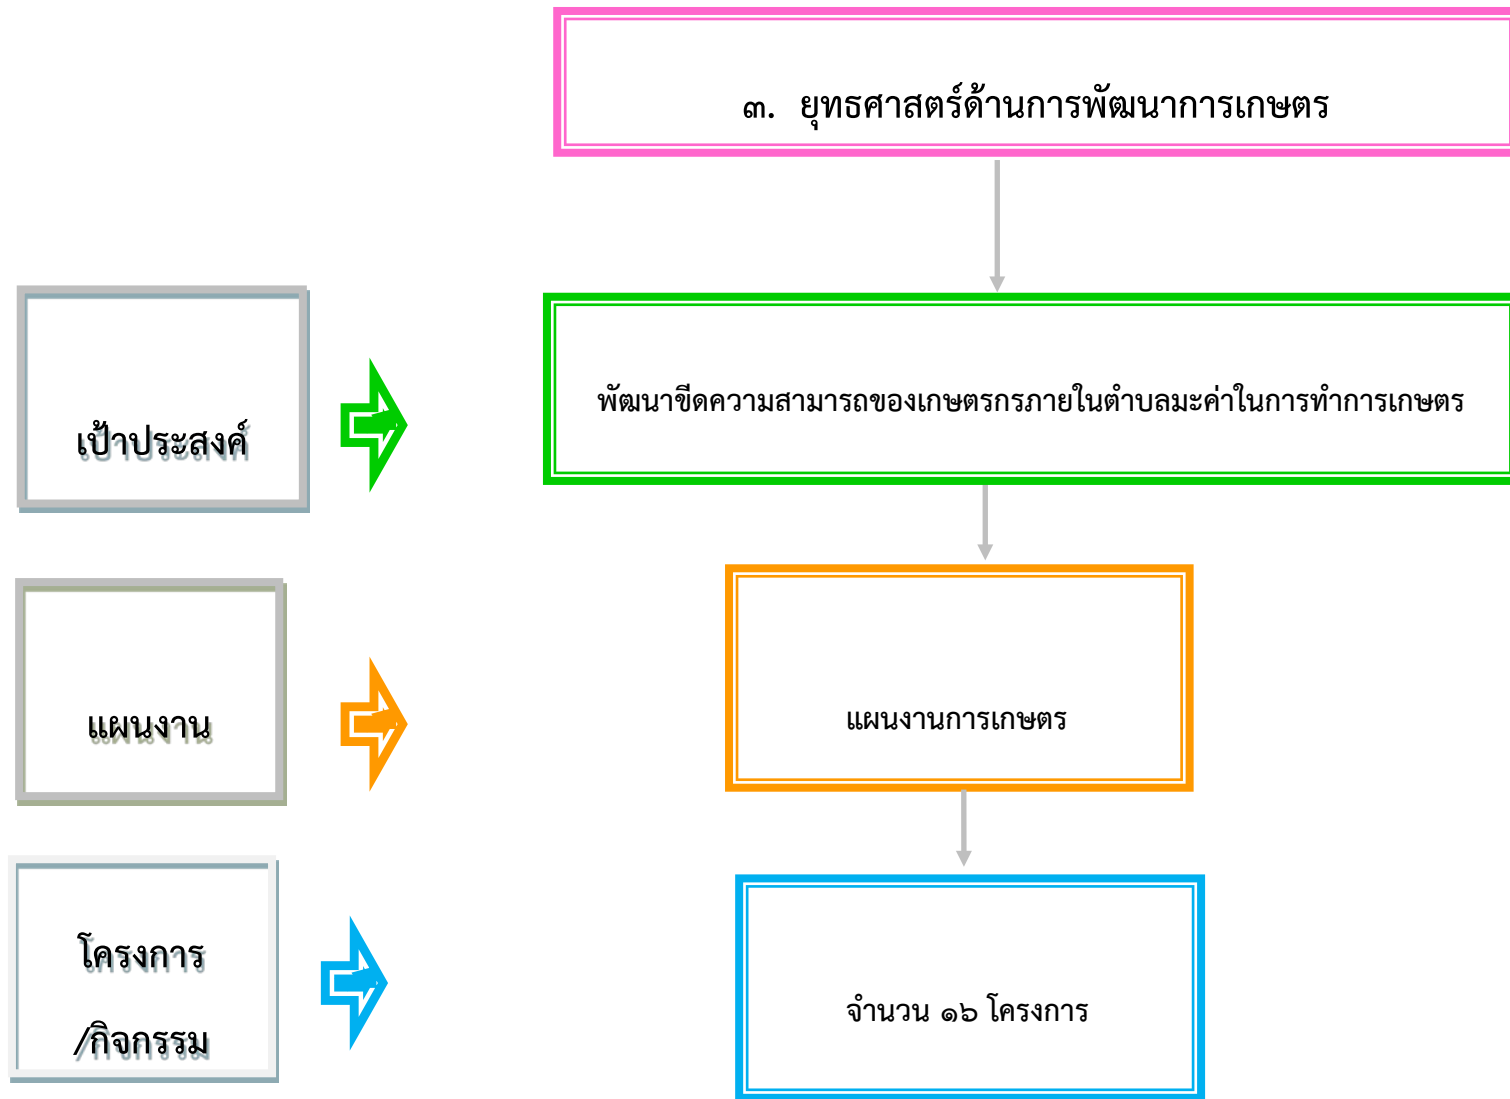 ๓. ยุทธศาสตร์ด้านการพัฒนาการเกษตร
เป้าประสงค์
พัฒนาขีดความสามารถของเกษตรกรภายในตำบลมะค่าในการทำการเกษตร
แผนงาน
แผนงานการเกษตร
โครงการ
/กิจกรรม
จำนวน ๑๖ โครงการ